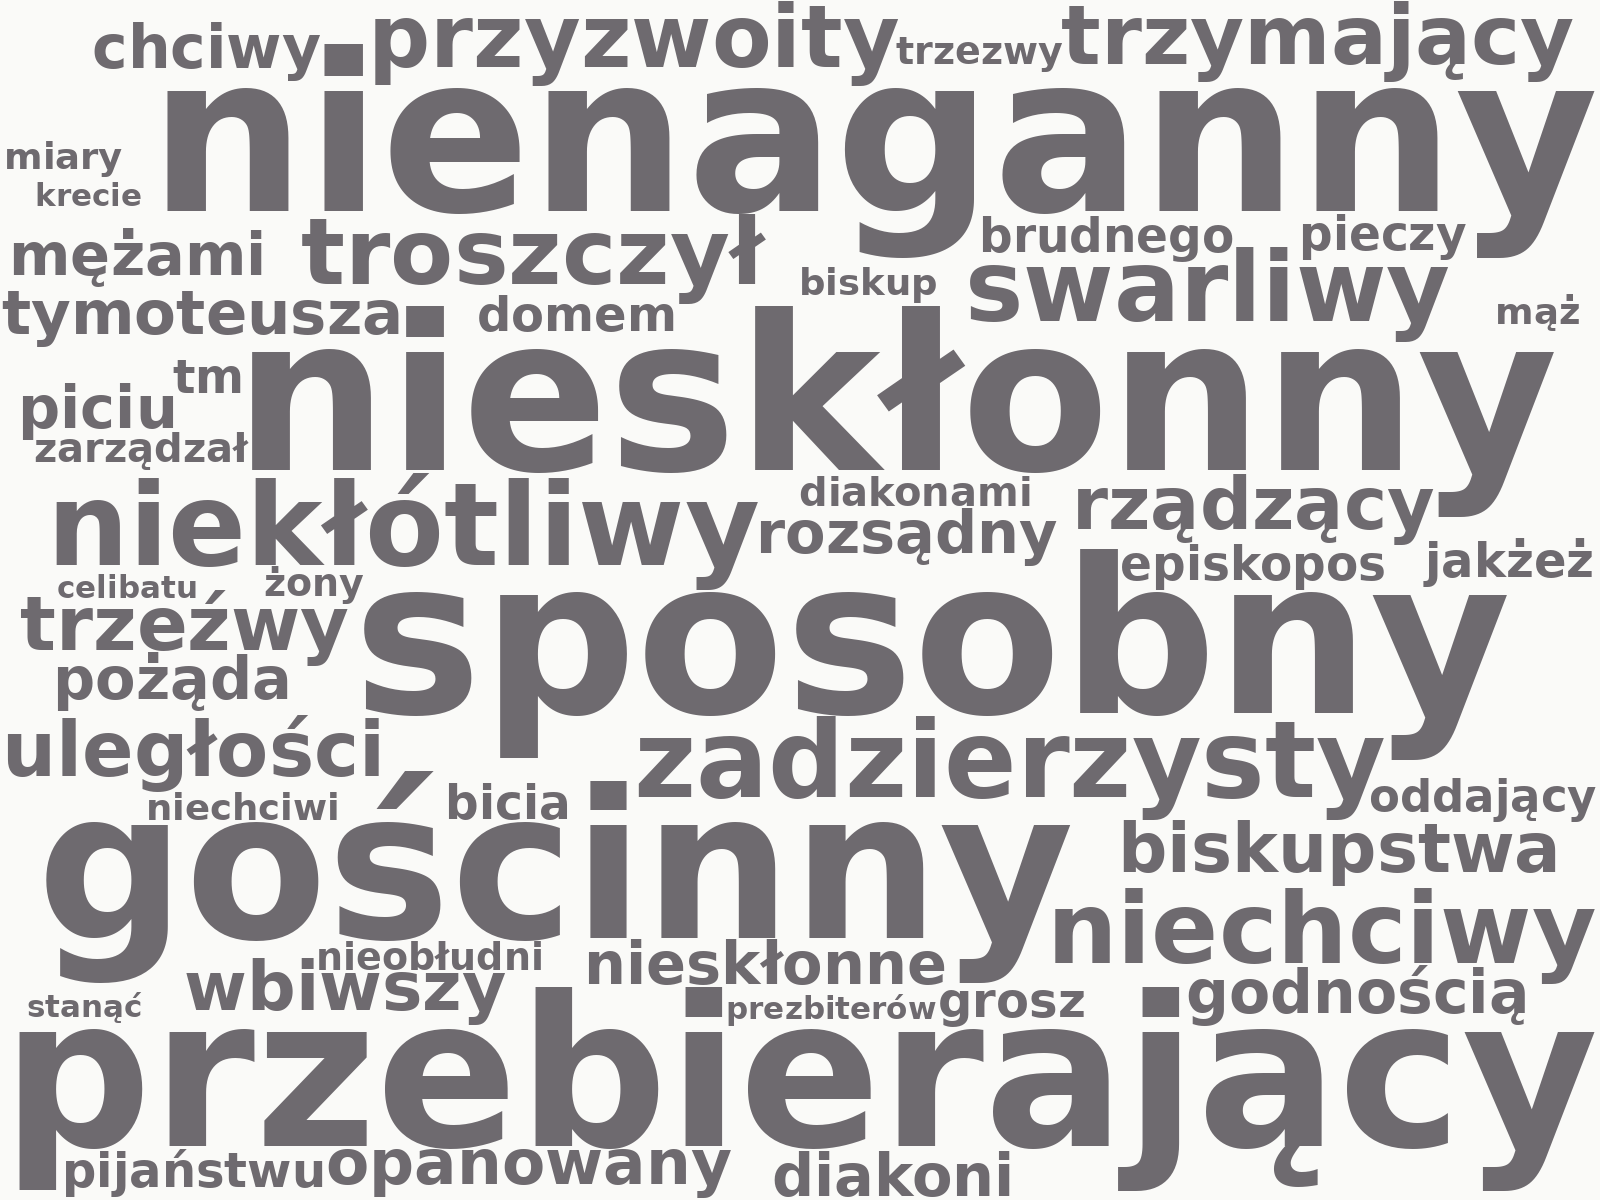 chciwy przyzwoity trzezwy trzymający
nienaganny
miary
krecie
mężami troszczył brudnego pieczy
biskup swarliwy
tymoteusza domem mąż
tm nieskłonny
piciu
zarządzał
niekłótliwy diakonami rządzący
rozsądny
episkopos jakżeż
celibatu żony
trzeźwy sposobny
pożąda
uległości zadzierzysty
niechciwi bicia oddający
gościnny biskupstwa
niechciwy
nieobłudni nieskłonne
wbiwszy godnością
stanąć prezbiterów grosz
przebierający
pijaństwu opanowany diakoni